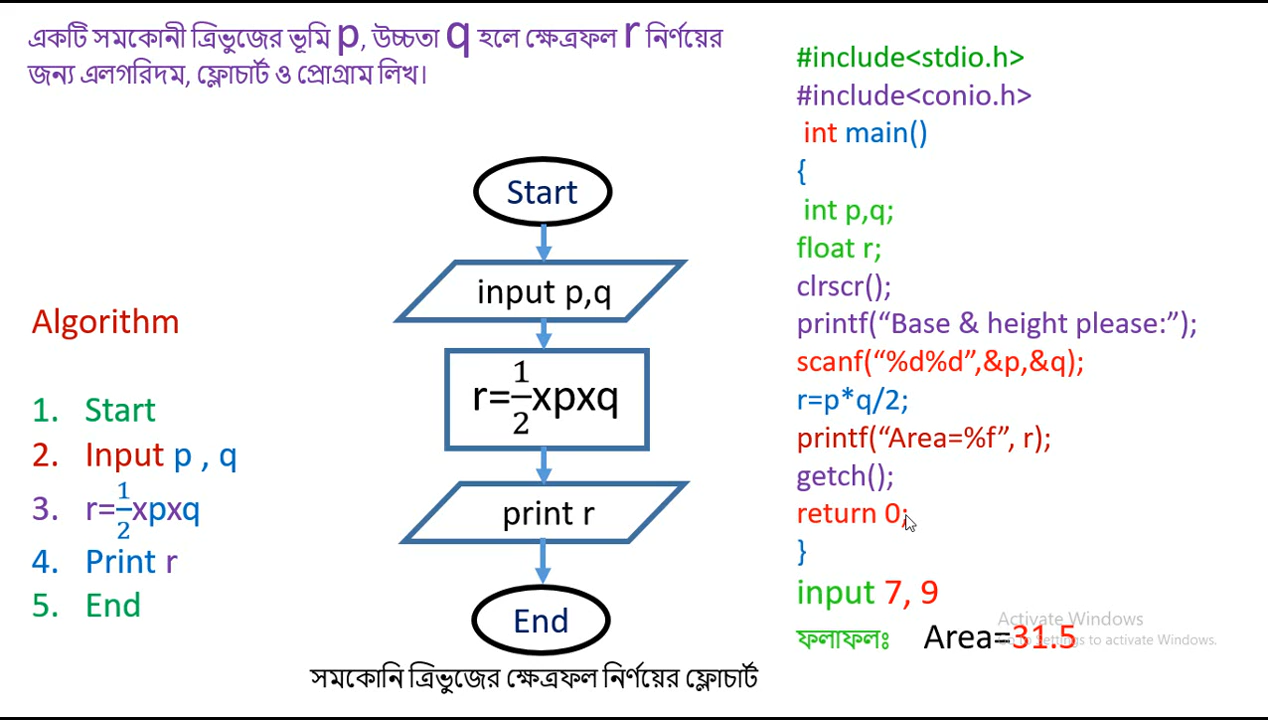 একটি সমকোনী ত্রিভুজের ভূমি p, উচ্চতা q হলে ক্ষেত্রফল r নির্ণয়ের
জন্য এলগরিদম, ফ্লোচার্ট ও প্রোগ্রাম লিখ।
Algorithm
1. Start
2. Input p , q
3. r=1/2xpxq
4. Print r
5. End
Start
input p,q
r=1/2xpxq
print r
End
সমকোনি ত্রিভুজের ক্ষেত্রফল নির্ণয়ের ফ্লোচার্ট
#include<stdio.h>
#include<conio.h>
int main()
{
int p,q;
float r;
clrscr();
printf(“Base & height please:”);
scanf(“%d%d”,&p,&q);
r=p*q/2;
printf(“Area=%f”, r);
getch();
return 0;
}
input 7, 9
ফলাফলঃ Area=31.5
Activate Windows
Go to Settings to activate Windows.